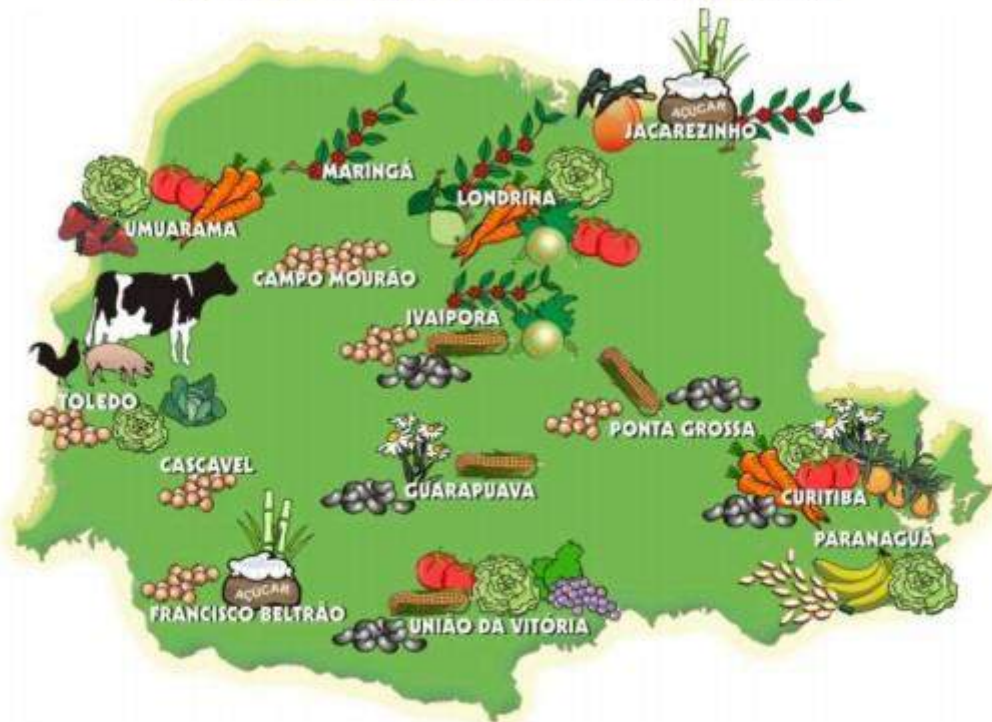 AÇUCAR
JACAREZINHO
MARINGÁ
LONDRINA
UMUARAMA
CAMPO MOURÃO
IVAIPORÃ
TOLEDO
PONTA GROSSA
CASCAVEL
GUARAPUAVA
CURITIBA
PARANAGUÁ
AÇUCAR
FRANCISCO BELTRÃO
UNIÃO DA VITÓRIA